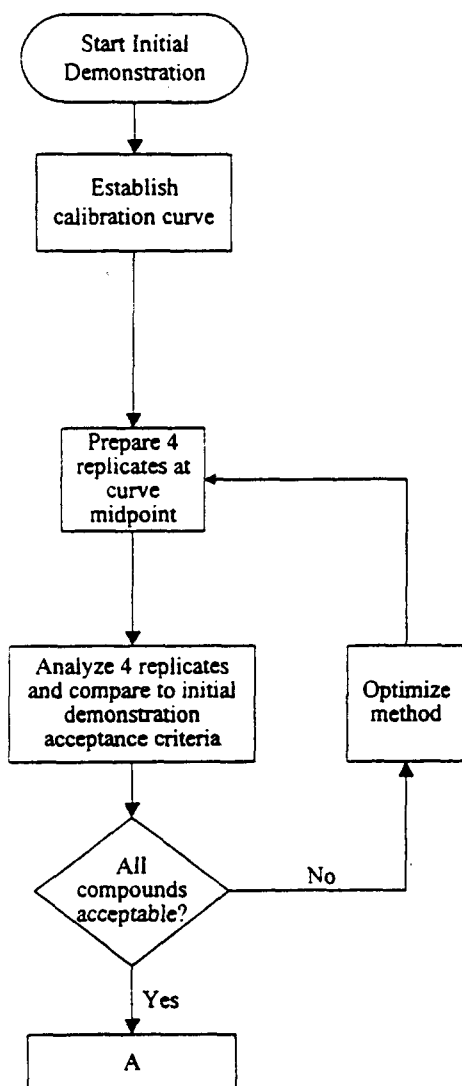 Start Initial
Demonstration
Establish
calibration curve
Prepare 4
replicates at
curve
midpoint
Analyze 4 replicates
and compare to initial
demonstration
acceptance criteria
Optimize
method
All
compounds
acceptable?
No
Yes
A